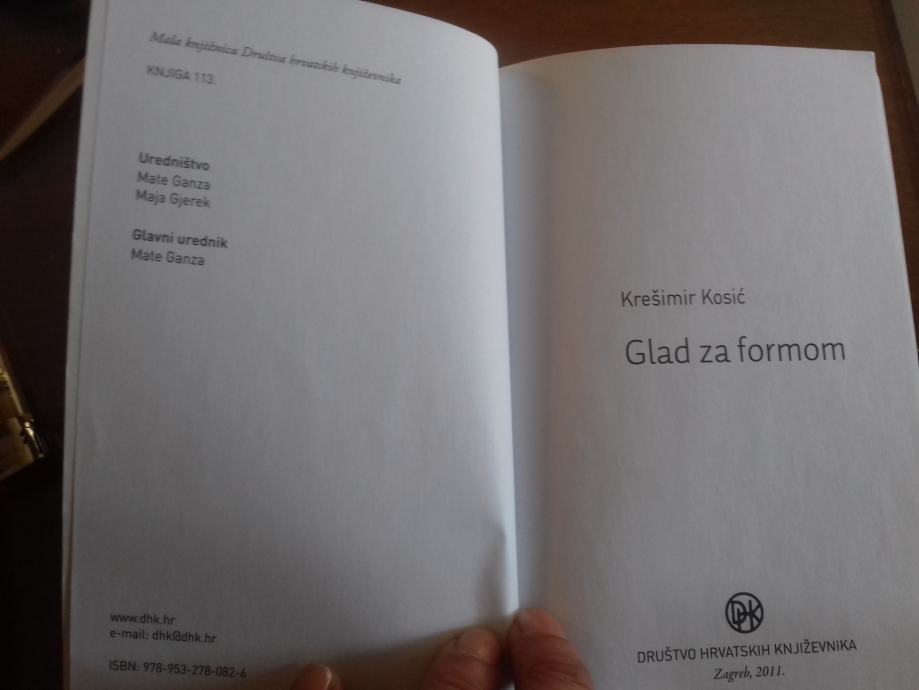 Mala knjižnica Društva hrvatskih književnika
KNJIGA 113.
Uredništvo
Mate Ganza
Maja Gjerek
Glavni urednik
Mate Ganza
www.dhk.hr
e-mail: dhk@dhk.hr
ISBN: 978-953-278-082-6
Krešimir Kosić
Glad za formom
DHK
DRUŠTVO HRVATSKIH KNJIŽEVNIKA
Zagreb, 2011.